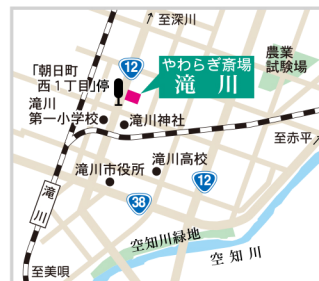 ↗至深川
12
やわらぎ斎場
滝川
農業
試験場
「朝日町
西1丁目」停
滝川
第一小学校
滝川神社
至赤平
滝川高校
滝川市役所
12
滝川
38
空知川緑地
空知川
至美唄